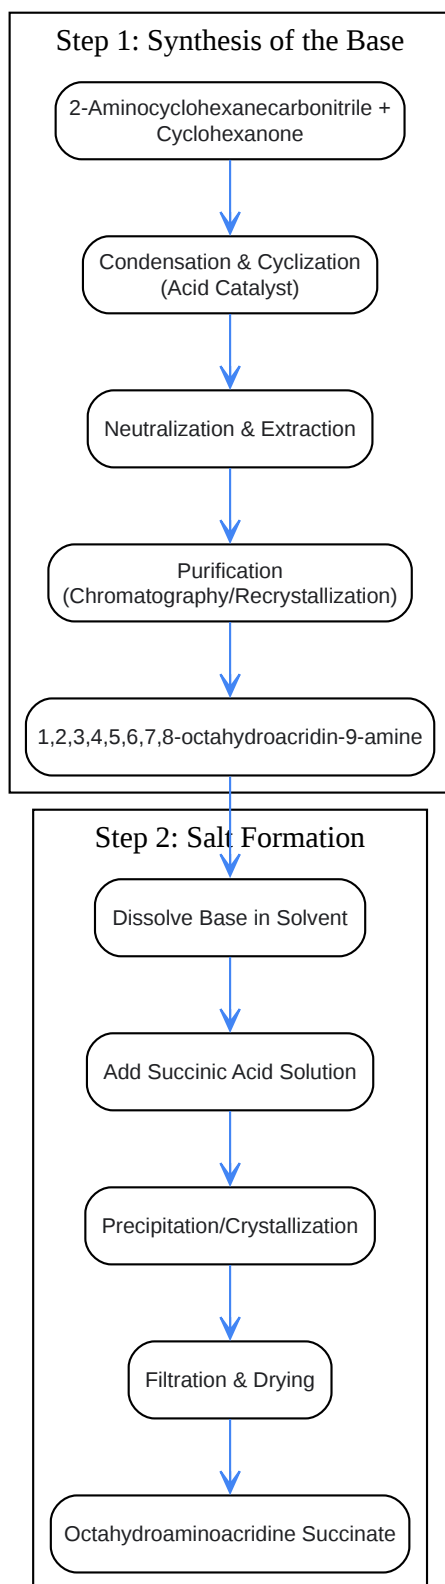 Step 1: Synthesis of the Base
2-Aminocyclohexanecarbonitrile +
Cyclohexanone
Condensation & Cyclization
(Acid Catalyst)
Neutralization & Extraction
Purification
(Chromatography/Recrystallization)
1,2,3,4,5,6,7,8-octahydroacridin-9-amine
Step 2: Salt Formation
Dissolve Base in Solvent
Add Succinic Acid Solution
Precipitation/Crystallization
Filtration & Drying
Octahydroaminoacridine Succinate